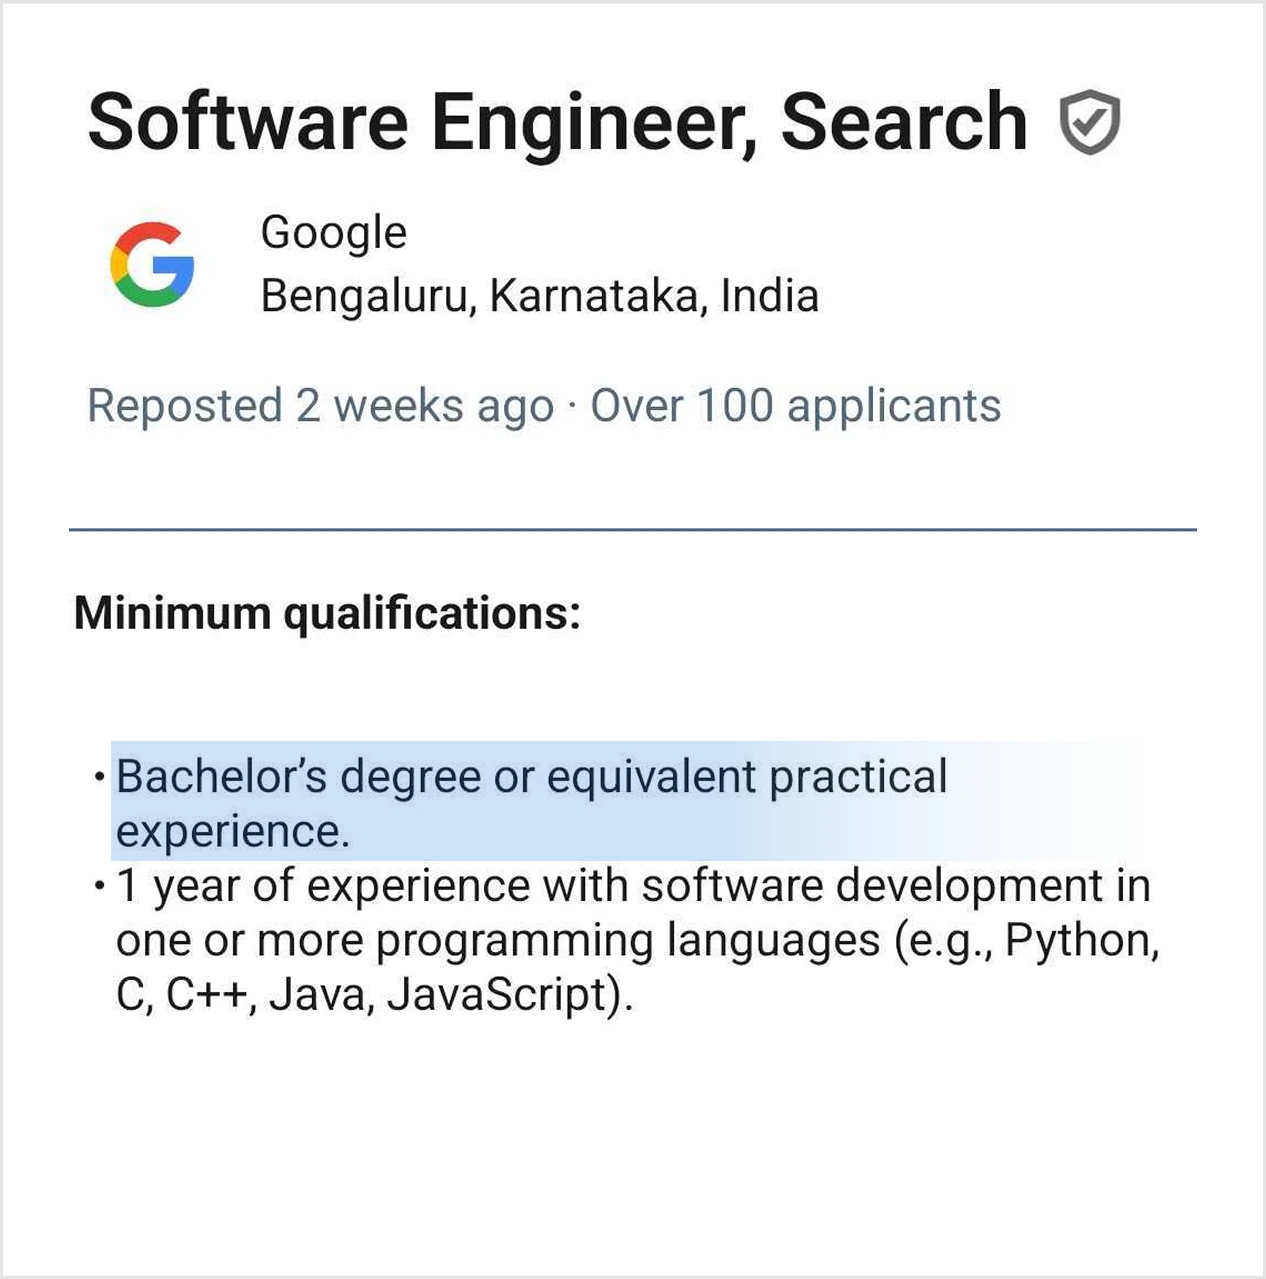 Software Engineer, Search
Google
Bengaluru, Karnataka, India
Reposted 2 weeks ago · Over 100 applicants
Minimum qualifications:
• Bachelor’s degree or equivalent practical
experience.
• 1 year of experience with software development in
one or more programming languages (e.g., Python,
C, C++, Java, JavaScript).